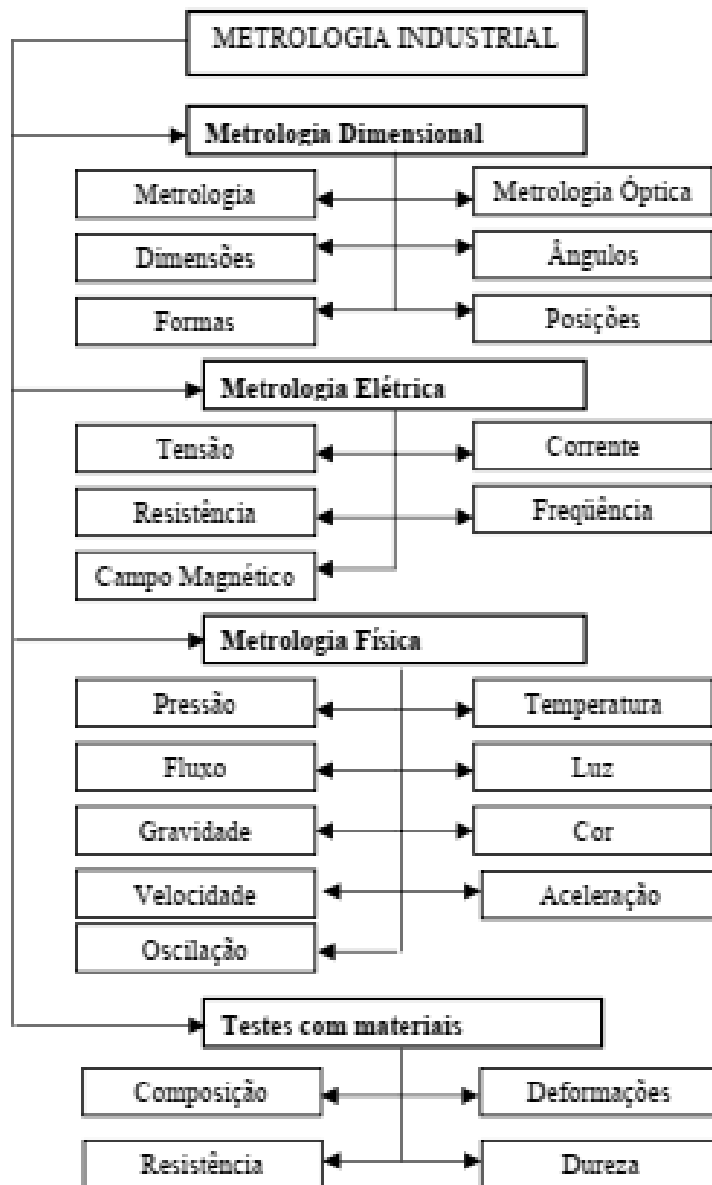 METROLOGIA INDUSTRIAL
Metrologia Dimensional
Metrologia
Metrologia Óptica
Dimensões
Ângulos
Formas
Posições
Metrologia Elétrica
Tensão
Corrente
Resistência
Freqüência
Campo Magnético
Metrologia Física
Pressão
Temperatura
Fluxo
Luz
Gravidade
Cor
Velocidade
Aceleração
Oscilação
Testes com materiais
Composição
Deformações
Resistência
Dureza